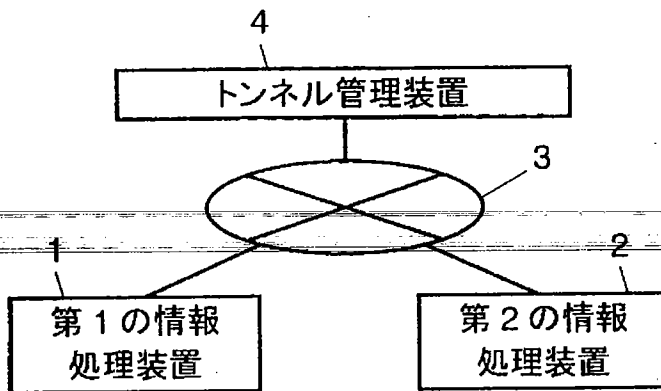 4
トンネル管理装置
3
1
2
第1の情報
処理装置
第2の情報
処理装置